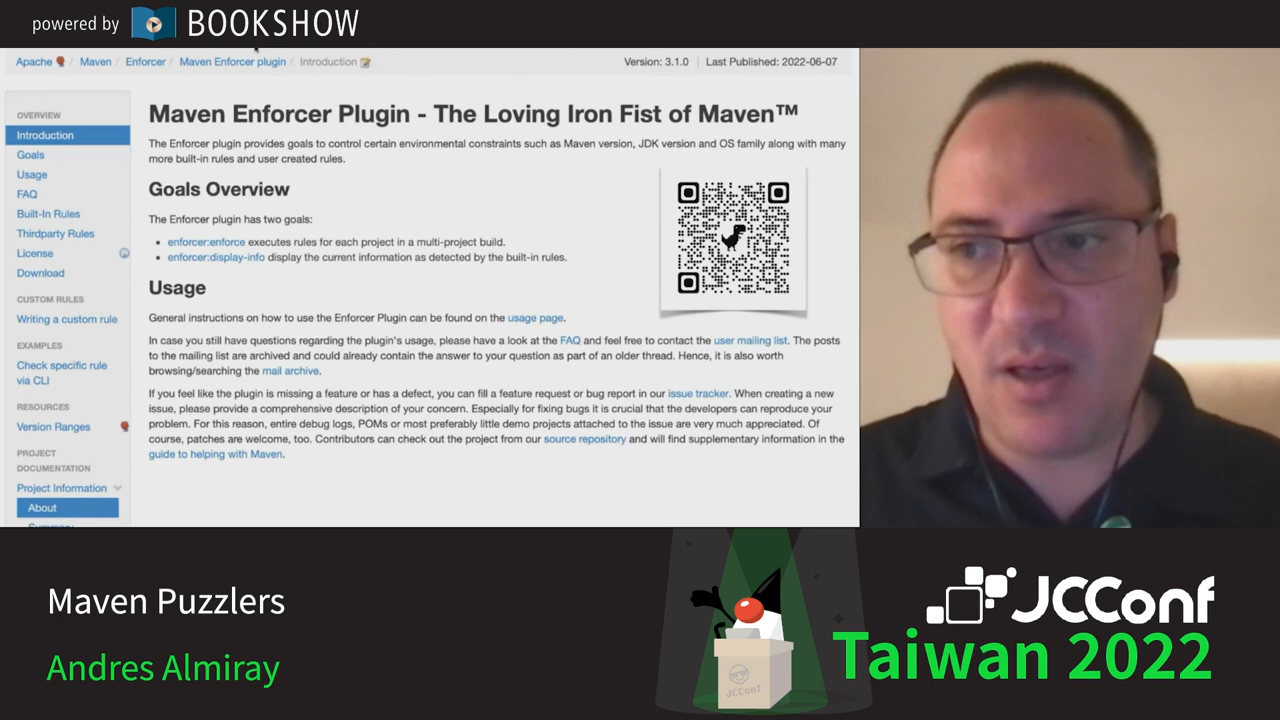 powered by BOOKSHOW
Apache / Maven / Enforcer / Maven Enforcer plugin / Introduction
Version: 3.1.0 | Last Published: 2022-06-07
OVERVIEW
Introduction
Goals
Usage
FAQ
Built-In Rules
Thirdparty Rules
License
Download
CUSTOM RULES
Writing a custom rule
EXAMPLES
Check specific rule
via CLI
RESOURCES
Version Ranges
PROJECT
DOCUMENTATION
Project Information
About
Summary
Maven Enforcer Plugin - The Loving Iron Fist of Maven™
The Enforcer plugin provides goals to control certain environmental constraints such as Maven version, JDK version and OS family along with many
more built-in rules and user created rules.
Goals Overview
The Enforcer plugin has two goals:
• enforcer:enforce executes rules for each project in a multi-project build.
• enforcer:display-info display the current information as detected by the built-in rules.
Usage
General instructions on how to use the Enforcer Plugin can be found on the usage page.
In case you still have questions regarding the plugin's usage, please have a look at the FAQ and feel free to contact the user mailing list. The posts
to the mailing list are archived and could already contain the answer to your question as part of an older thread. Hence, it is also worth
browsing/searching the mail archive.
If you feel like the plugin is missing a feature or has a defect, you can fill a feature request or bug report in our issue tracker. When creating a new
issue, please provide a comprehensive description of your concern. Especially for fixing bugs it is crucial that the developers can reproduce your
problem. For this reason, entire debug logs, POMs or most preferably little demo projects attached to the issue are very much appreciated. Of
course, patches are welcome, too. Contributors can check out the project from our source repository and will find supplementary information in the
guide to helping with Maven.
Maven Puzzlers
Andres Almiray
JCConf
JCConf
Taiwan 2022